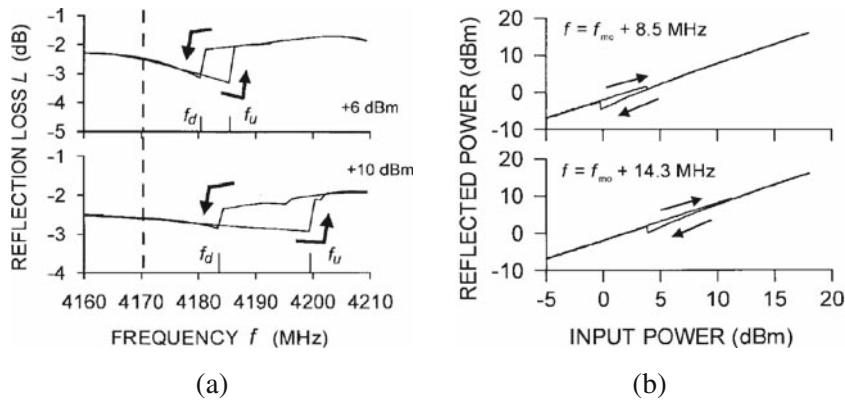 REFLECTION LOSS L (dB)
-1
-2
-3
-4
-5
+6 dBm
f_d
f_u
-1
-2
-3
-4
+10 dBm
f_d
f_u
4160 4170 4180 4190 4200 4210
FREQUENCY f (MHz)
(a)
REFLECTED POWER (dBm)
20
10
0
-10
f = f_mo + 8.5 MHz
20
10
0
-10
f = f_mo + 14.3 MHz
-5 0 5 10 15 20
INPUT POWER (dBm)
(b)